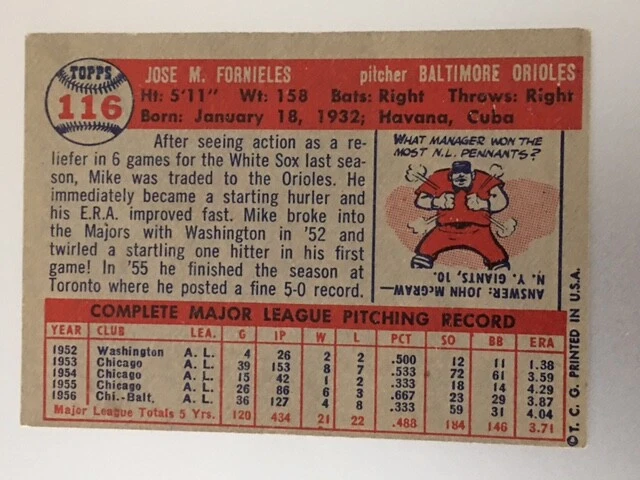 TOPPS
116
JOSE M. FORNIELES pitcher BALTIMORE ORIOLES
Ht: 5'11" Wt: 158 Bats: Right Throws: Right
Born: January 18, 1932; Havana, Cuba
After seeing action as a re-
liefer in 6 games for the White Sox last sea-
son, Mike was traded to the Orioles. He
immediately became a starting hurler and
his E.R.A. improved fast. Mike broke into
the Majors with Washington in '52 and
twirled a startling one hitter in his first
game! In '55 he finished the season at
Toronto where he posted a fine 5-0 record.
WHAT MANAGER WON THE
MOST N.L. PENNANTS?
ANSWER: JOHN McGRAW—
N. Y. GIANTS, 10.
COMPLETE MAJOR LEAGUE PITCHING RECORD
YEAR CLUB LEA. G IP W L PCT SO BB ERA
1952 Washington A. L. 4 26 2 2 .500 12 11 1.38
1953 Chicago A. L. 39 153 8 7 .533 72 61 3.59
1954 Chicago A. L. 15 42 1 2 .333 18 14 4.29
1955 Chicago A. L. 26 86 6 3 .667 23 29 3.87
1956 Chi.-Balt. A. L. 36 127 4 8 .333 59 31 4.04
Major League Totals 5 Yrs. 120 434 21 22 .488 184 146 3.71
© T. C. G. PRINTED IN U.S.A.